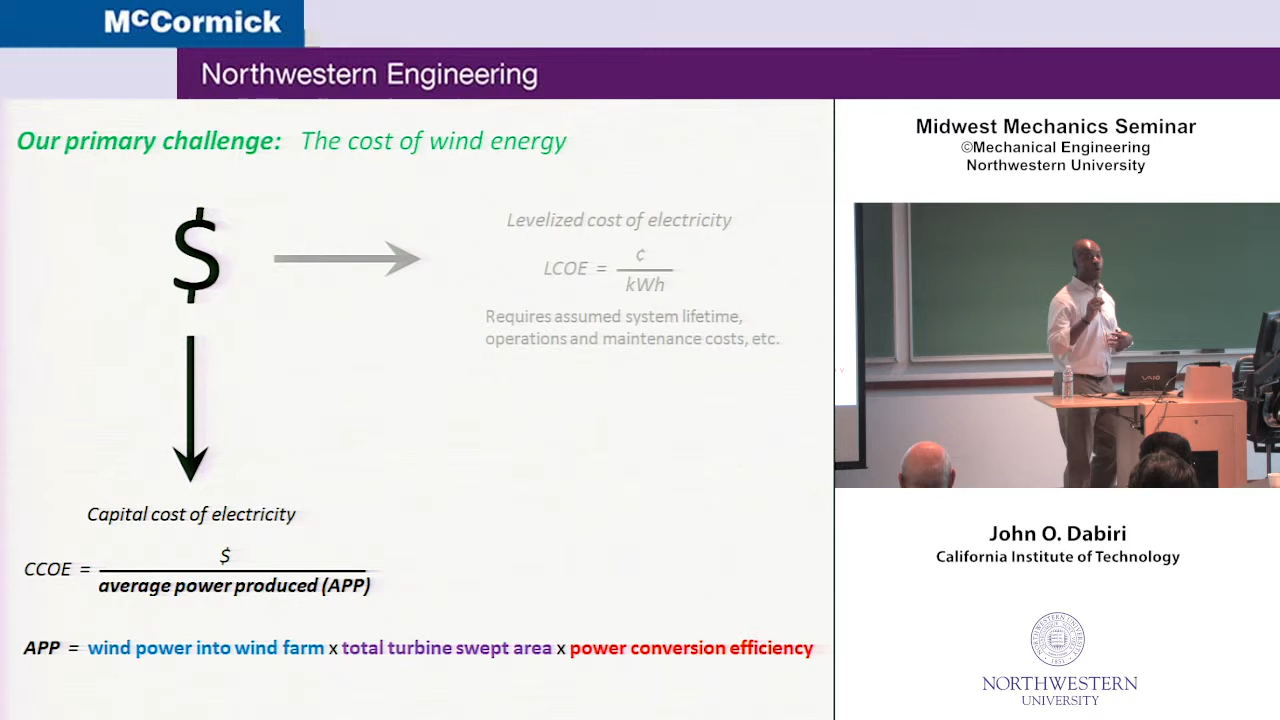 McCormick
Northwestern Engineering
Our primary challenge: The cost of wind energy
$
Levelized cost of electricity
LCOE = ¢
kWh
Requires assumed system lifetime,
operations and maintenance costs, etc.
Capital cost of electricity
CCOE = $
average power produced (APP)
APP = wind power into wind farm x total turbine swept area x power conversion efficiency
Midwest Mechanics Seminar
©Mechanical Engineering
Northwestern University
VAIO
John O. Dabiri
California Institute of Technology
1851
NORTHWESTERN
UNIVERSITY